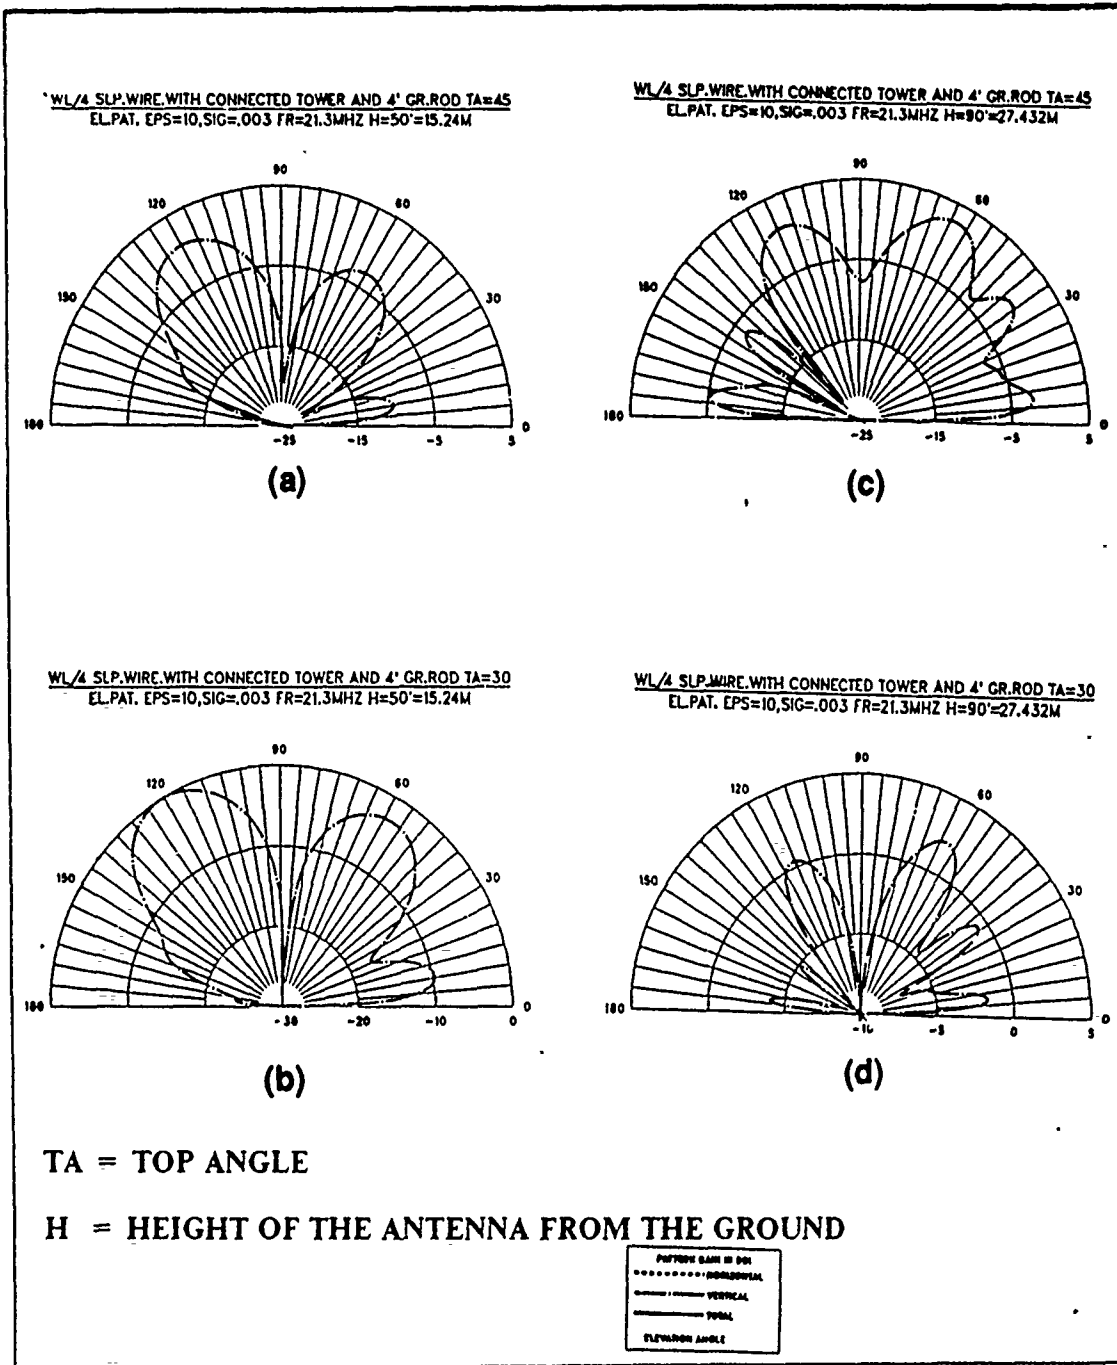 WL/4 SLP.WIRE.WITH CONNECTED TOWER AND 4' GR.ROD TA=45
EL.PAT. EPS=10,SIG=.003 FR=21.3MHZ H=50'=15.24M
90
120
60
150
30
180
0
-25
-15
-5
5
(a)
WL/4 SLP.WIRE.WITH CONNECTED TOWER AND 4' GR.ROD TA=45
EL.PAT. EPS=10,SIG=.003 FR=21.3MHZ H=90'=27.432M
90
120
60
150
30
180
0
-25
-15
-5
5
(c)
WL/4 SLP.WIRE.WITH CONNECTED TOWER AND 4' GR.ROD TA=30
EL.PAT. EPS=10,SIG=.003 FR=21.3MHZ H=50'=15.24M
90
120
60
150
30
180
0
-30
-20
-10
0
(b)
WL/4 SLP.WIRE.WITH CONNECTED TOWER AND 4' GR.ROD TA=30
EL.PAT. EPS=10,SIG=.003 FR=21.3MHZ H=90'=27.432M
90
120
60
150
30
180
0
-10
-5
0
5
(d)
TA = TOP ANGLE
H = HEIGHT OF THE ANTENNA FROM THE GROUND
PATTERN GAIN IN DBI
HORIZONTAL
VERTICAL
TOTAL
ELEVATION ANGLE